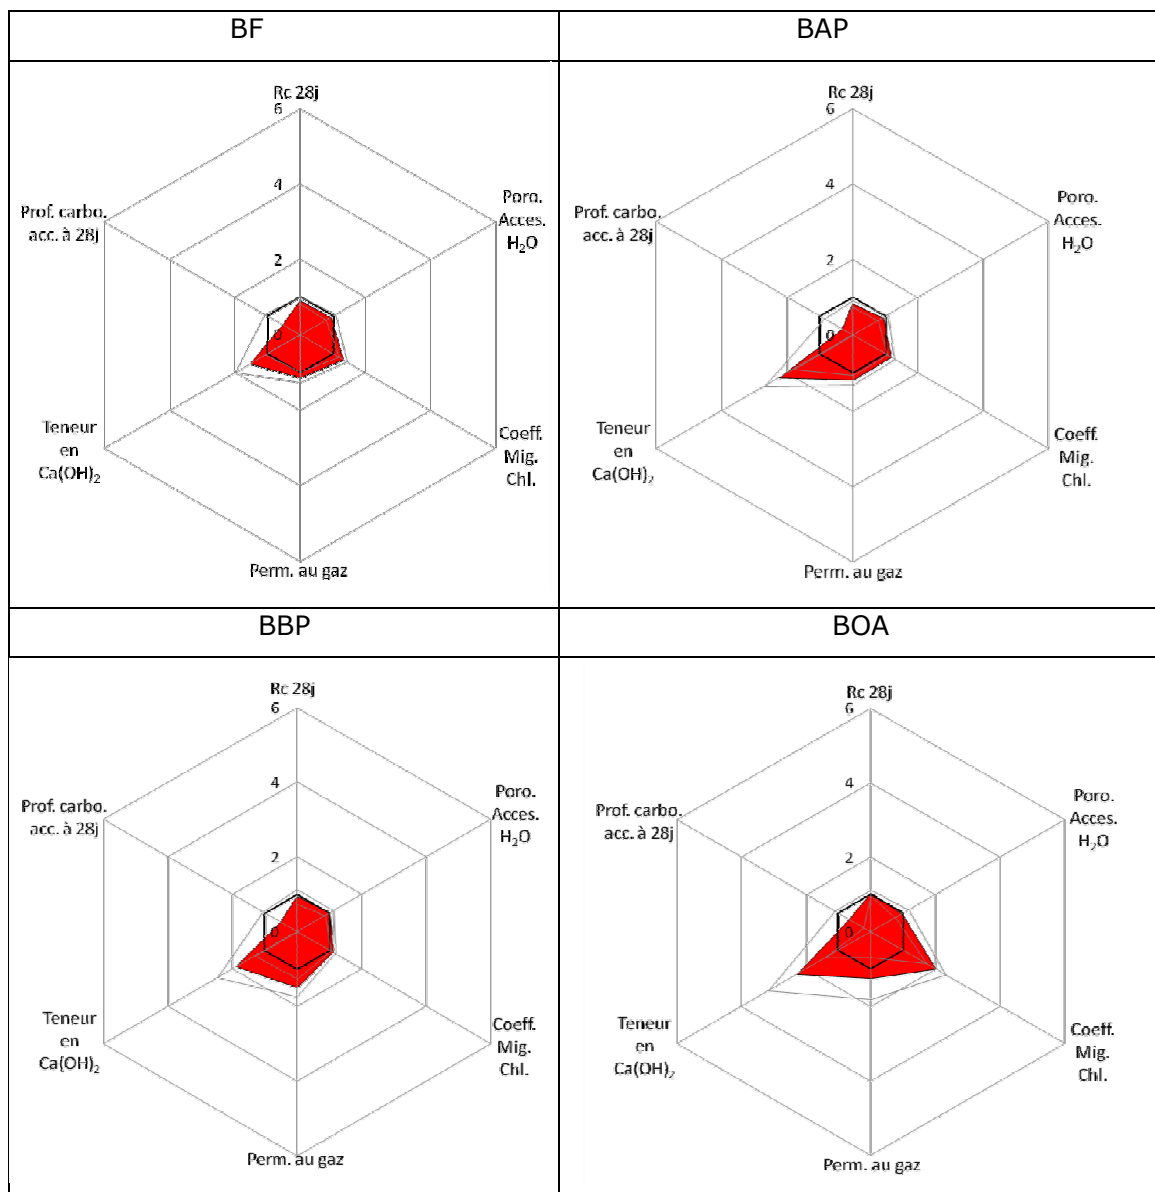 BF
BAP
Rc 28j
6
4
2
0
Poro.
Acces.
H₂O
Coeff.
Mig.
Chl.
Perm. au gaz
Teneur
en
Ca(OH)₂
Prof. carbo.
acc. à 28j
Rc 28j
6
4
2
0
Poro.
Acces.
H₂O
Coeff.
Mig.
Chl.
Perm. au gaz
Teneur
en
Ca(OH)₂
Prof. carbo.
acc. à 28j
BBP
BOA
Rc 28j
6
4
2
0
Poro.
Acces.
H₂O
Coeff.
Mig.
Chl.
Perm. au gaz
Teneur
en
Ca(OH)₂
Prof. carbo.
acc. à 28j
Rc 28j
6
4
2
0
Poro.
Acces.
H₂O
Coeff.
Mig.
Chl.
Perm. au gaz
Teneur
en
Ca(OH)₂
Prof. carbo.
acc. à 28j